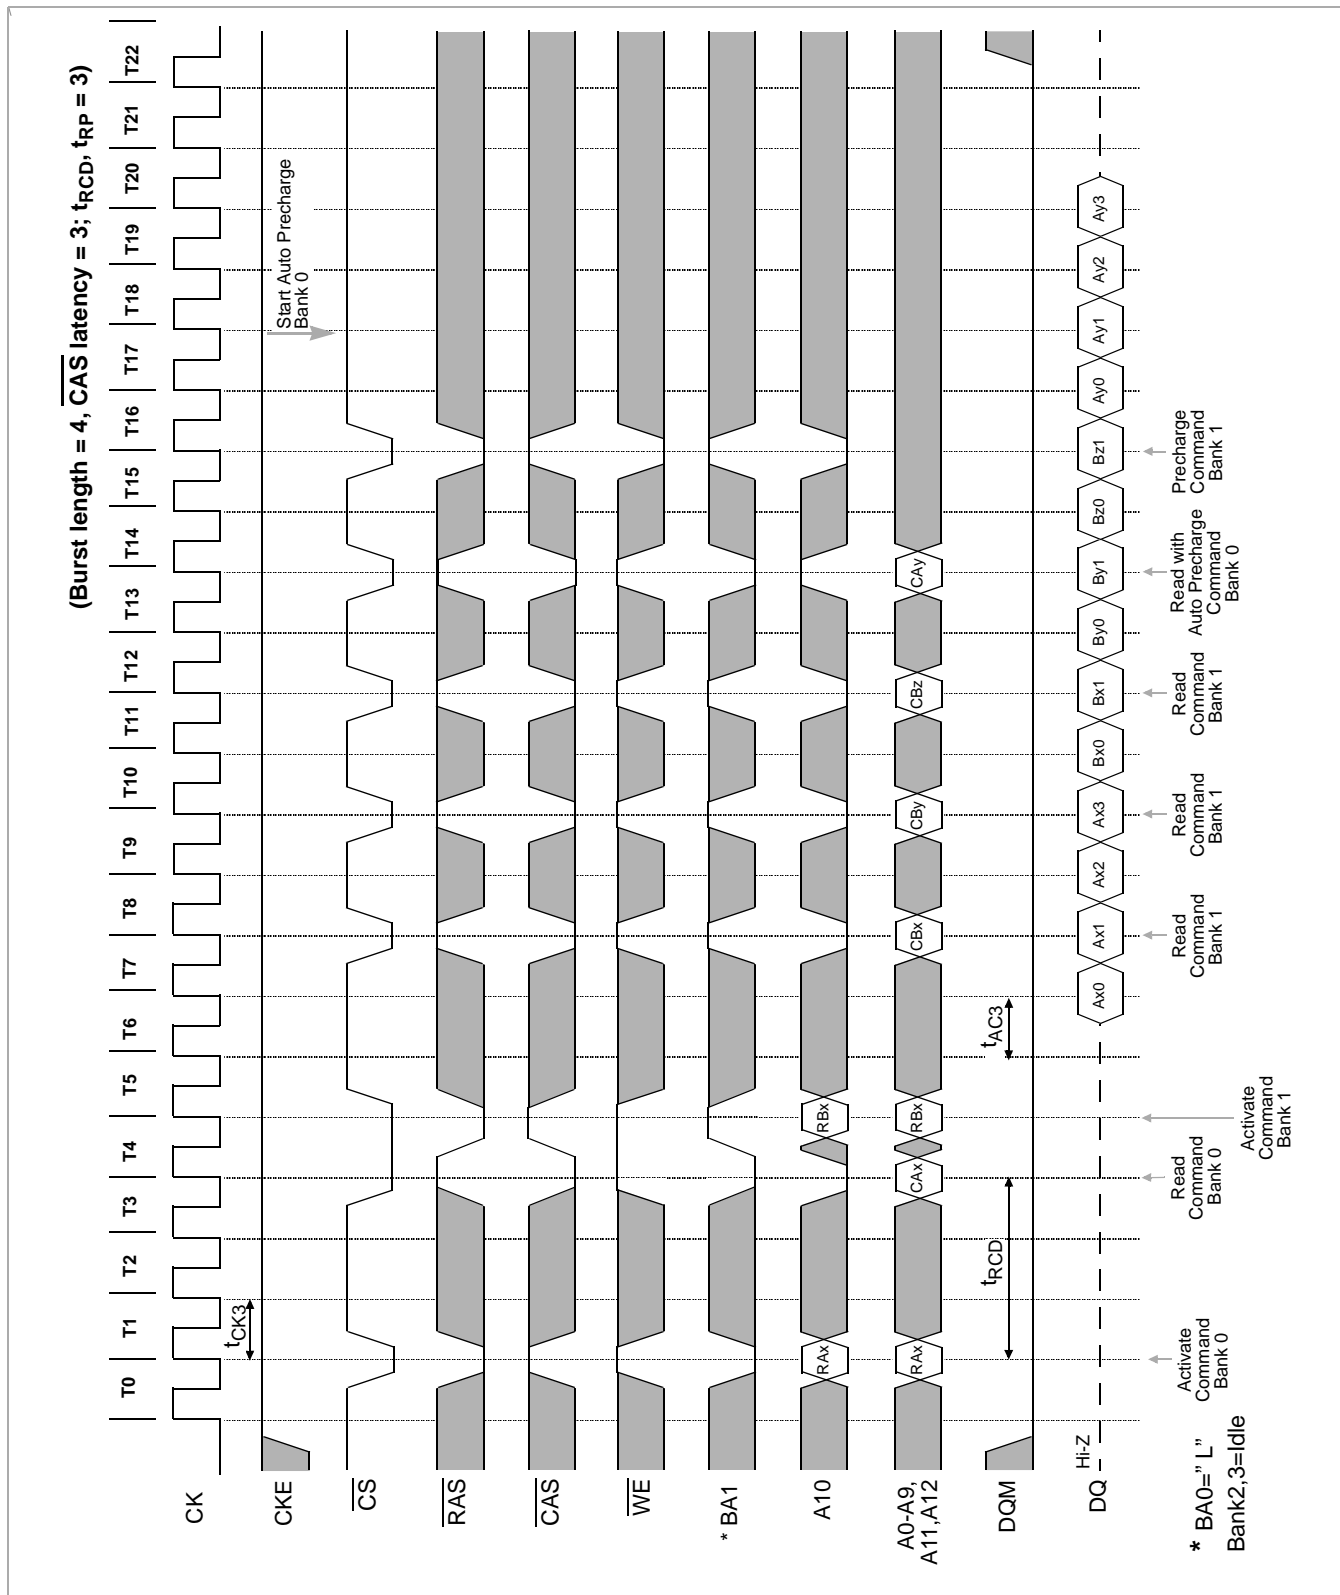 (Burst length = 4, CAS latency = 3; tRCD, tRP = 3)
T0 T1 T2 T3 T4 T5 T6 T7 T8 T9 T10 T11 T12 T13 T14 T15 T16 T17 T18 T19 T20 T21 T22
CK
tCK3
CKE
Start Auto Precharge
Bank 0
CS
RAS
CAS
WE
* BA1
A10
RAx RBx
A0-A9,
A11,A12
RAx CAx RBx CBx CBy CBz CAy
DQM
tRCD
tAC3
DQ
Hi-Z
Ax0 Ax1 Ax2 Ax3 Bx0 Bx1 By0 By1 Bz0 Bz1 Ay0 Ay1 Ay2 Ay3
Activate
Command
Bank 0
Read
Command
Bank 0
Activate
Command
Bank 1
Read
Command
Bank 1
Read
Command
Bank 1
Read
Command
Bank 1
Read with
Auto Precharge
Command
Bank 0
Precharge
Command
Bank 1
* BA0=” L”
Bank2,3=Idle